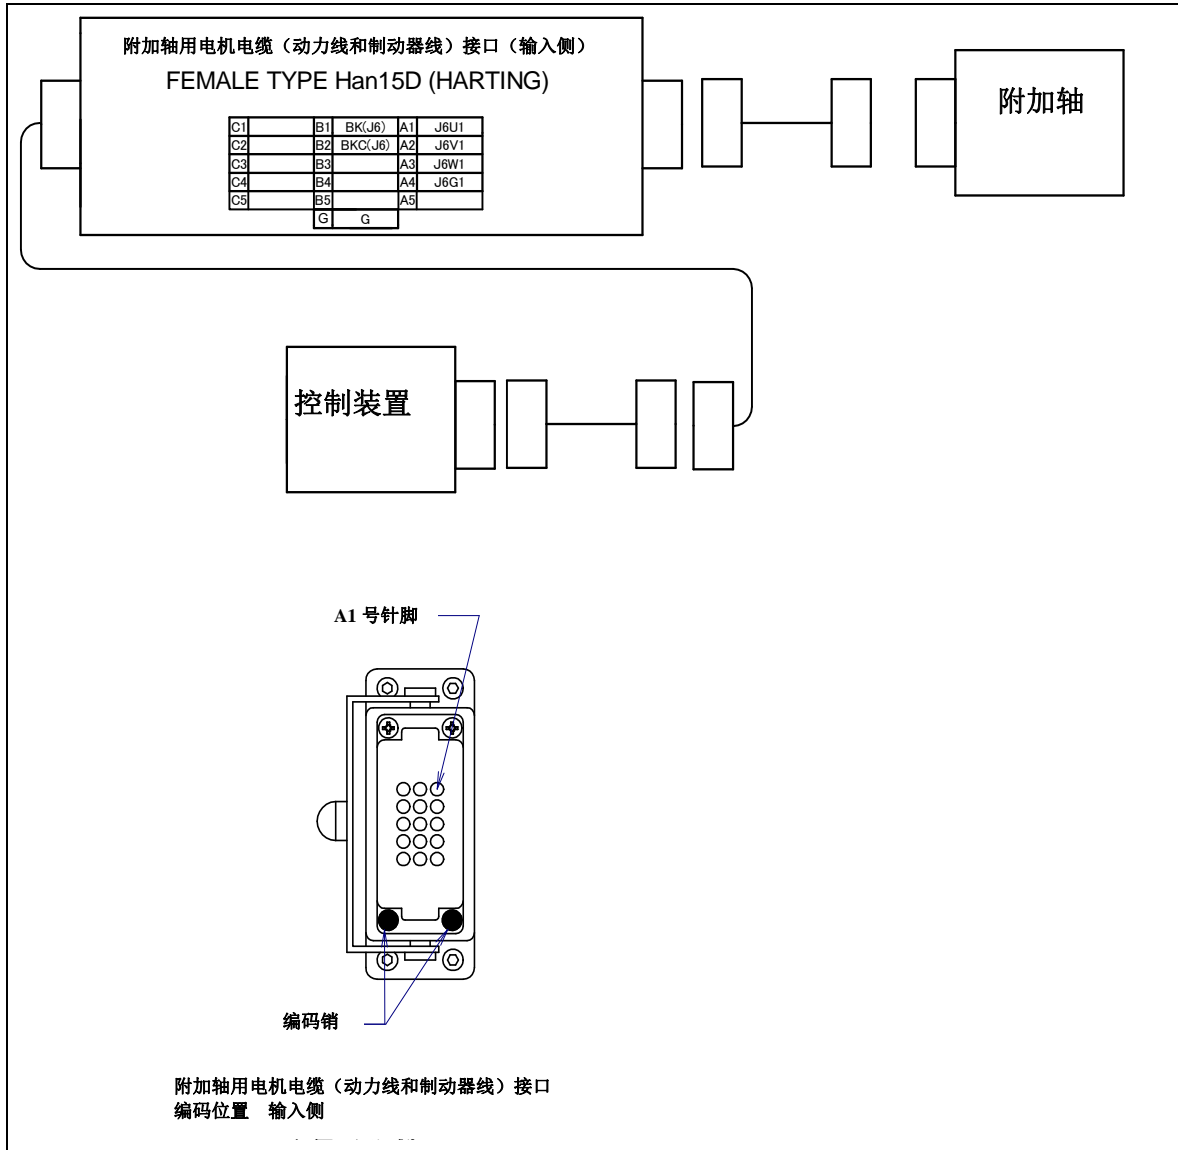 附加轴用电机电缆（动力线和制动器线）接口（输入侧）
FEMALE TYPE Han15D (HARTING)
C1 B1 BK(J6) A1 J6U1
C2 B2 BKC(J6) A2 J6V1
C3 B3 A3 J6W1
C4 B4 A4 J6G1
C5 B5 A5
G G
附加轴
控制装置
A1 号针脚
编码销
附加轴用电机电缆（动力线和制动器线）接口
编码位置 输入侧